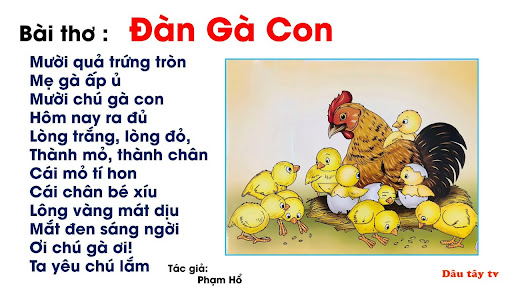 Bài thơ : Đàn Gà Con
Mười quả trứng tròn
Mẹ gà ấp ủ
Mười chú gà con
Hôm nay ra đủ
Lòng trắng, lòng đỏ,
Thành mỏ, thành chân
Cái mỏ tí hon
Cái chân bé xíu
Lông vàng mát dịu
Mắt đen sáng ngời
Ơi chú gà ơi!
Ta yêu chú lắm
Tác giả:
Phạm Hổ
Dâu tây tv